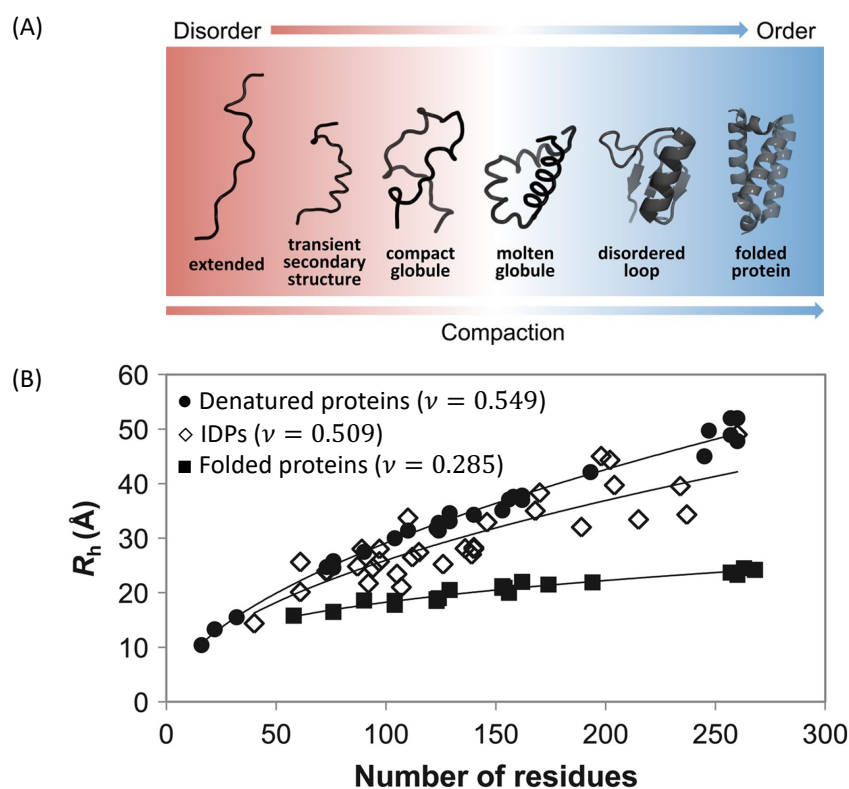 (A)
Disorder
Order
extended
transient
secondary
structure
compact
globule
molten
globule
disordered
loop
folded
protein
Compaction
(B)
60
50
40
30
20
10
0
R_h (Å)
Denatured proteins (ν = 0.549)
IDPs (ν = 0.509)
Folded proteins (ν = 0.285)
0 50 100 150 200 250 300
Number of residues